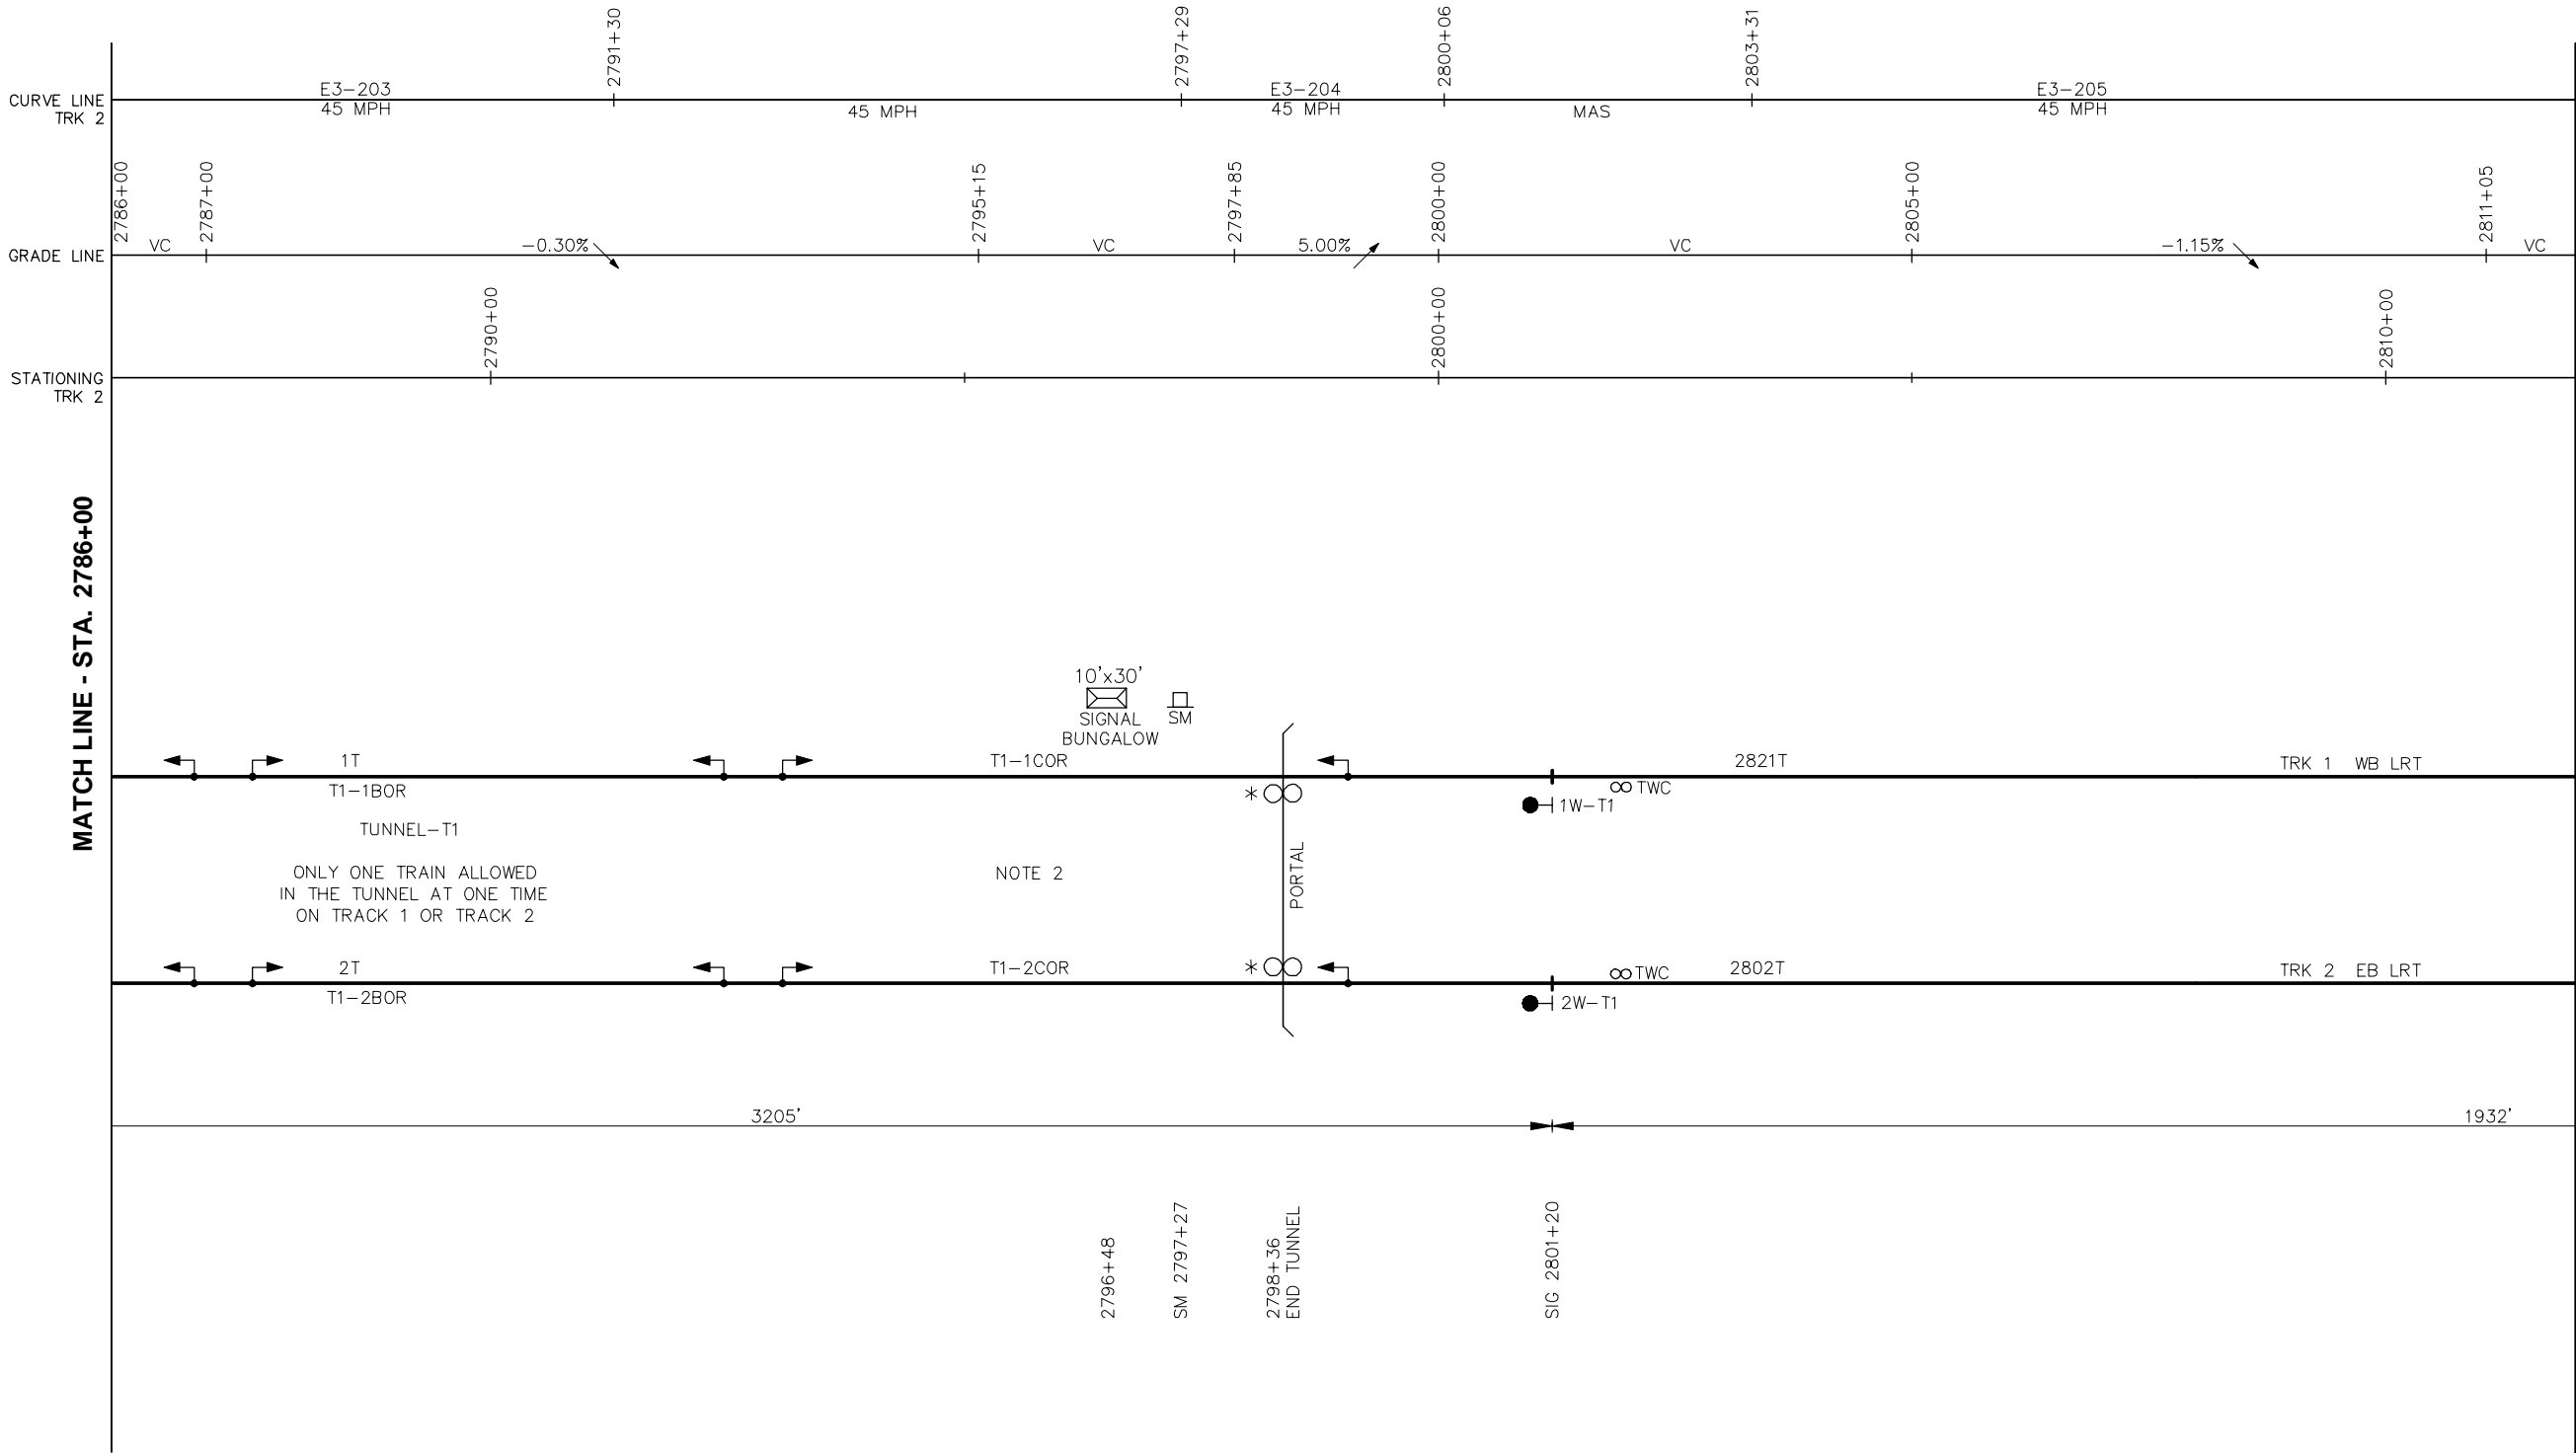 2791+30
2797+29
2800+06
2803+31
E3-203
E3-204
E3-205
CURVE LINE
TRK 2
45 MPH
45 MPH
45 MPH
MAS
45 MPH
2786+00
2787+00
2795+15
2797+85
2800+00
2805+00
2811+05
GRADE LINE
VC
-0.30%
VC
5.00%
VC
-1.15%
VC
2790+00
2800+00
2810+00
STATIONING
TRK 2
MATCH LINE - STA. 2786+00
10'x30'
SIGNAL
BUNGALOW
SM
1T
T1-1COR
2821T
TRK 1 WB LRT
T1-1BOR
*
∞ TWC
1W-T1
TUNNEL-T1
ONLY ONE TRAIN ALLOWED
IN THE TUNNEL AT ONE TIME
ON TRACK 1 OR TRACK 2
NOTE 2
PORTAL
2T
T1-2COR
*
∞ TWC
2802T
TRK 2 EB LRT
T1-2BOR
2W-T1
3205'
1932'
2796+48
SM 2797+27
2798+36
END TUNNEL
SIG 2801+20